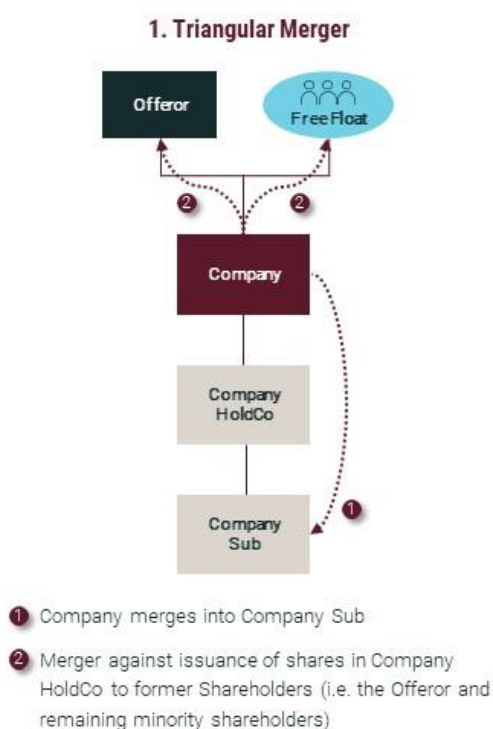 1. Triangular Merger
Offeror
Free Float
2
2
Company
Company
HoldCo
Company
Sub
1
1 Company merges into Company Sub
2 Merger against issuance of shares in Company
HoldCo to former Shareholders (i.e. the Offeror and
remaining minority shareholders)